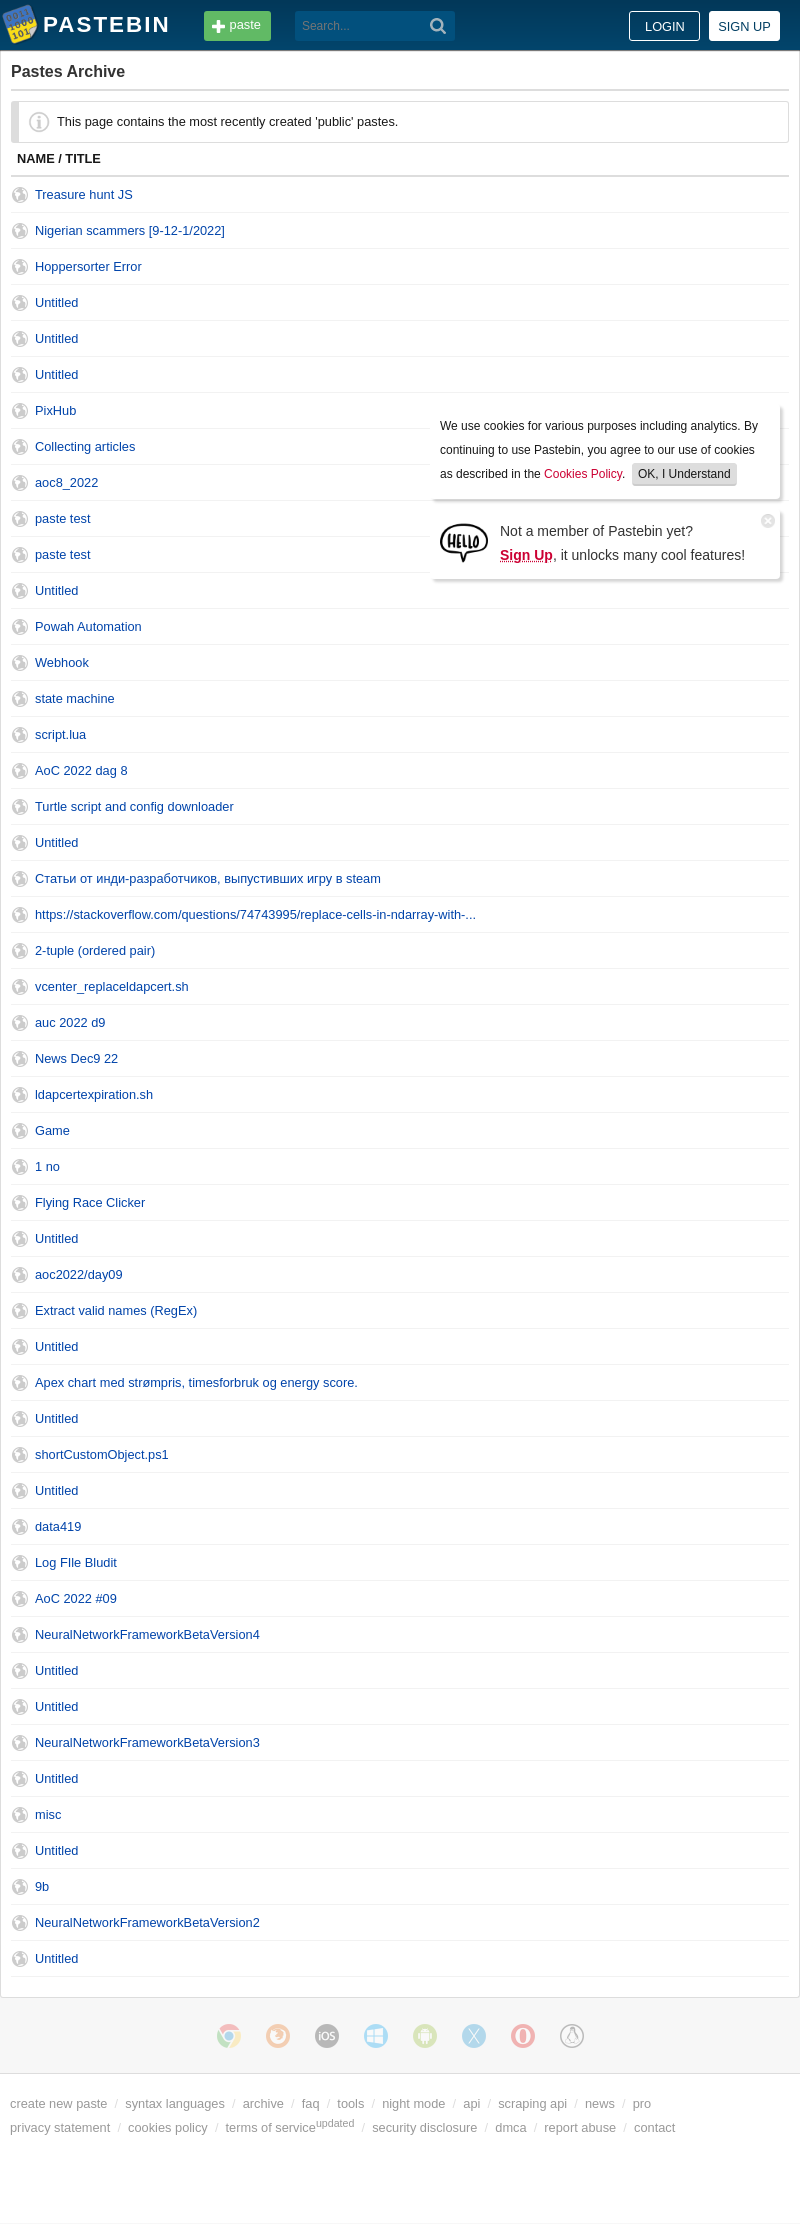 PASTEBIN
paste
Search...
LOGIN
SIGN UP
Pastes Archive
This page contains the most recently created 'public' pastes.
NAME / TITLE
Treasure hunt JS
Nigerian scammers [9-12-1/2022]
Hoppersorter Error
Untitled
Untitled
Untitled
PixHub
Collecting articles
aoc8_2022
paste test
paste test
We use cookies for various purposes including analytics. By
continuing to use Pastebin, you agree to our use of cookies
as described in the Cookies Policy. OK, I Understand
HELLO
Not a member of Pastebin yet?
Sign Up, it unlocks many cool features!
Untitled
Powah Automation
Webhook
state machine
script.lua
AoC 2022 dag 8
Turtle script and config downloader
Untitled
Статьи от инди-разработчиков, выпустивших игру в steam
https://stackoverflow.com/questions/74743995/replace-cells-in-ndarray-with-...
2-tuple (ordered pair)
vcenter_replaceldapcert.sh
auc 2022 d9
News Dec9 22
ldapcertexpiration.sh
Game
1 no
Flying Race Clicker
Untitled
aoc2022/day09
Extract valid names (RegEx)
Untitled
Apex chart med strømpris, timesforbruk og energy score.
Untitled
shortCustomObject.ps1
Untitled
data419
Log FIle Bludit
AoC 2022 #09
NeuralNetworkFrameworkBetaVersion4
Untitled
Untitled
NeuralNetworkFrameworkBetaVersion3
Untitled
misc
Untitled
9b
NeuralNetworkFrameworkBetaVersion2
Untitled
iOS
create new paste / syntax languages / archive / faq / tools / night mode / api / scraping api / news / pro
privacy statement / cookies policy / terms of service updated / security disclosure / dmca / report abuse / contact